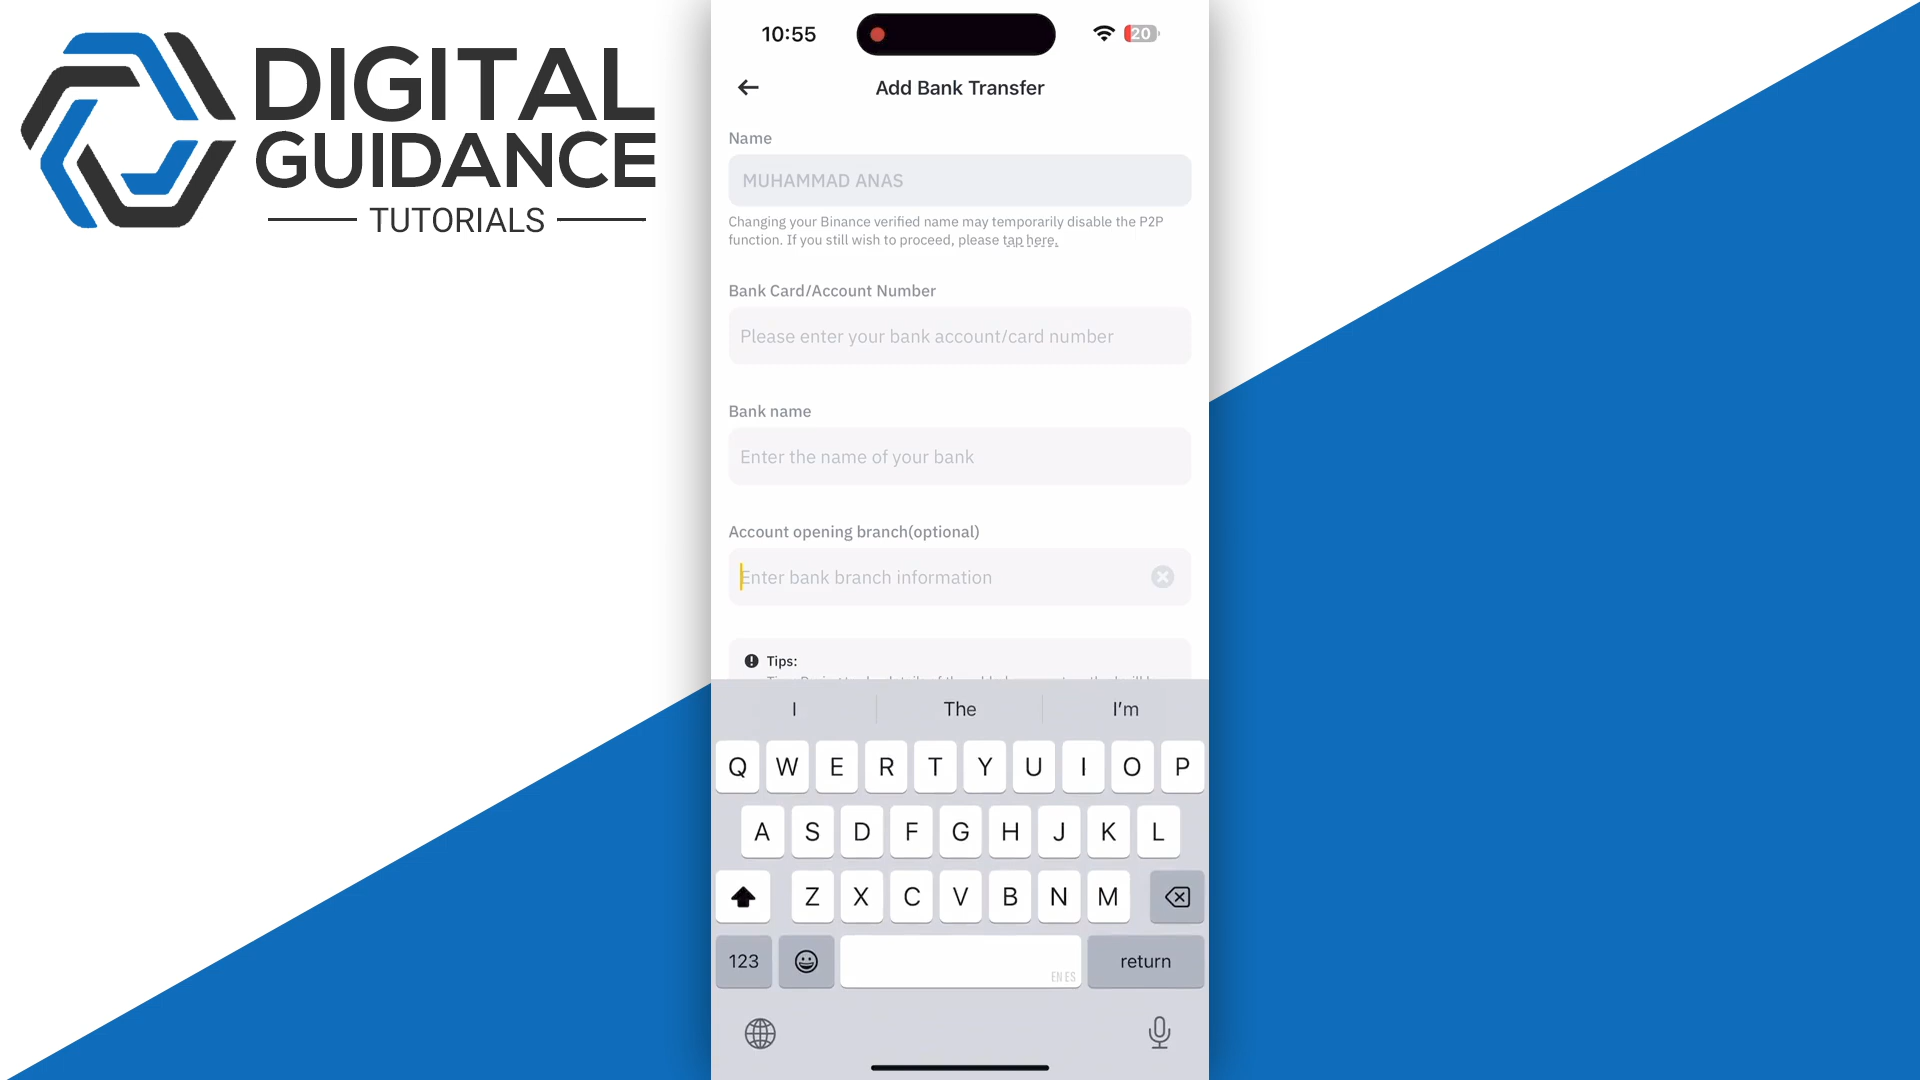 DIGITAL
GUIDANCE
TUTORIALS
10:55
20
Add Bank Transfer
Name
MUHAMMAD ANAS
Changing your Binance verified name may temporarily disable the P2P
function. If you still wish to proceed, please tap here.
Bank Card/Account Number
Please enter your bank account/card number
Bank name
Enter the name of your bank
Account opening branch(optional)
Enter bank branch information
Tips:
I The I'm
Q W E R T Y U I O P
A S D F G H J K L
Z X C V B N M
123 return
EN ES